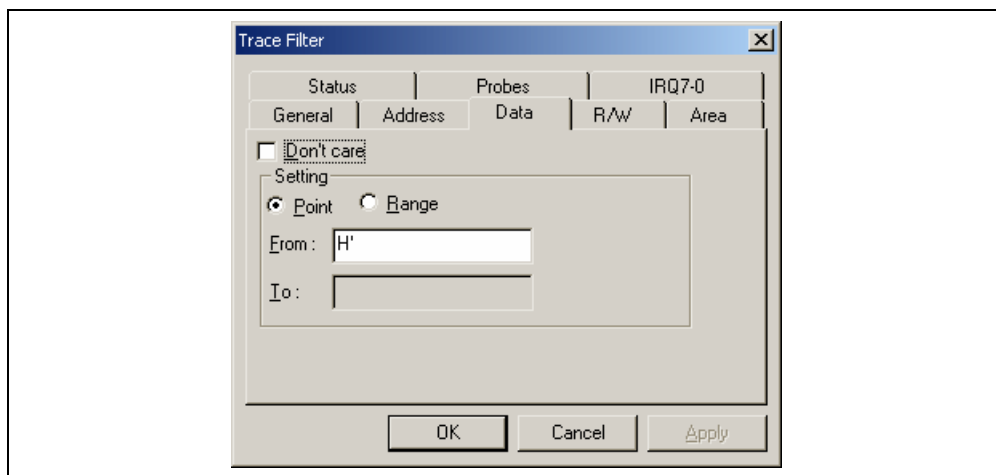 Trace Filter
Status Probes IRQ7-0
General Address Data R/W Area
Don't care
Setting
Point Range
From : H'
To :
OK Cancel Apply